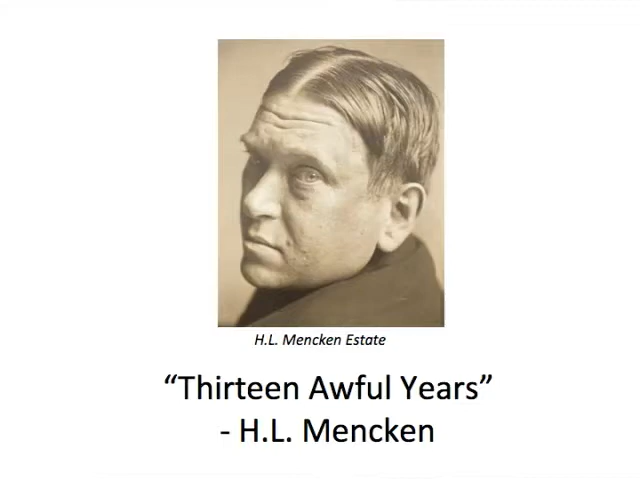 H.L. Mencken Estate
“Thirteen Awful Years”
- H.L. Mencken